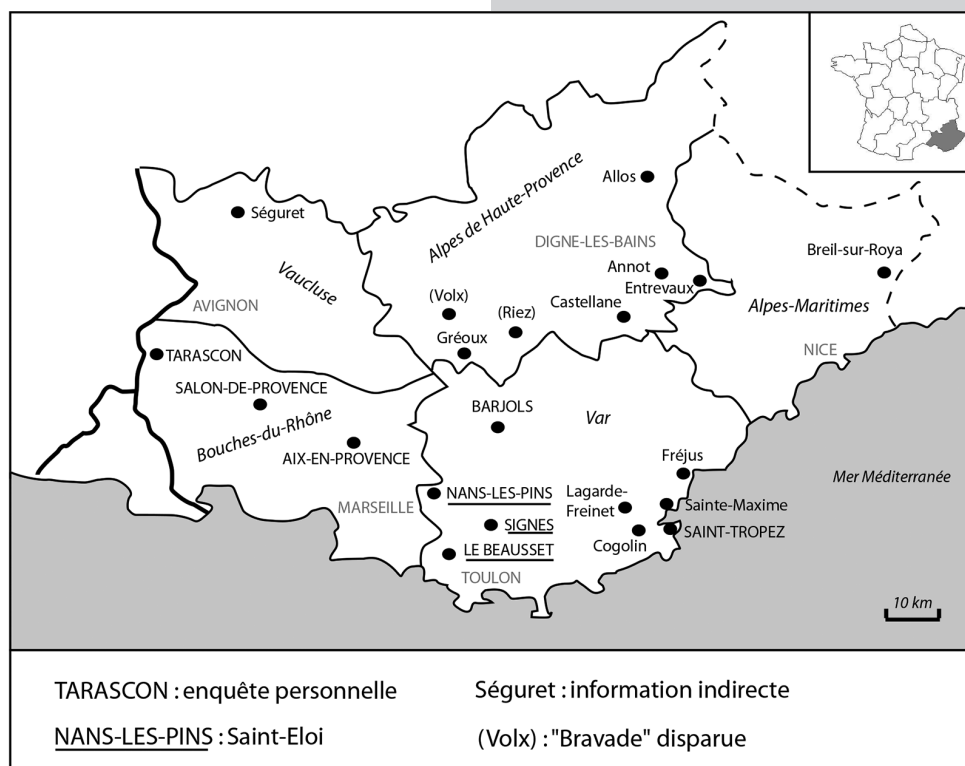 Allos
Séguret
Alpes de Haute-Provence
DIGNE-LES-BAINS
Breil-sur-Roya
Vaucluse
Annot
Entrevaux
AVIGNON
(Volx)
(Riez)
Castellane
Alpes-Maritimes
Gréoux
NICE
TARASCON
SALON-DE-PROVENCE
BARJOLS
Var
Bouches-du-Rhône
AIX-EN-PROVENCE
Fréjus
Mer Méditerranée
MARSEILLE
NANS-LES-PINS
Lagarde-
Freinet
Sainte-Maxime
SIGNES
SAINT-TROPEZ
Cogolin
LE BEAUSSET
TOULON
10 km
TARASCON : enquête personnelle
Séguret : information indirecte
NANS-LES-PINS : Saint-Eloi
(Volx) : "Bravade" disparue